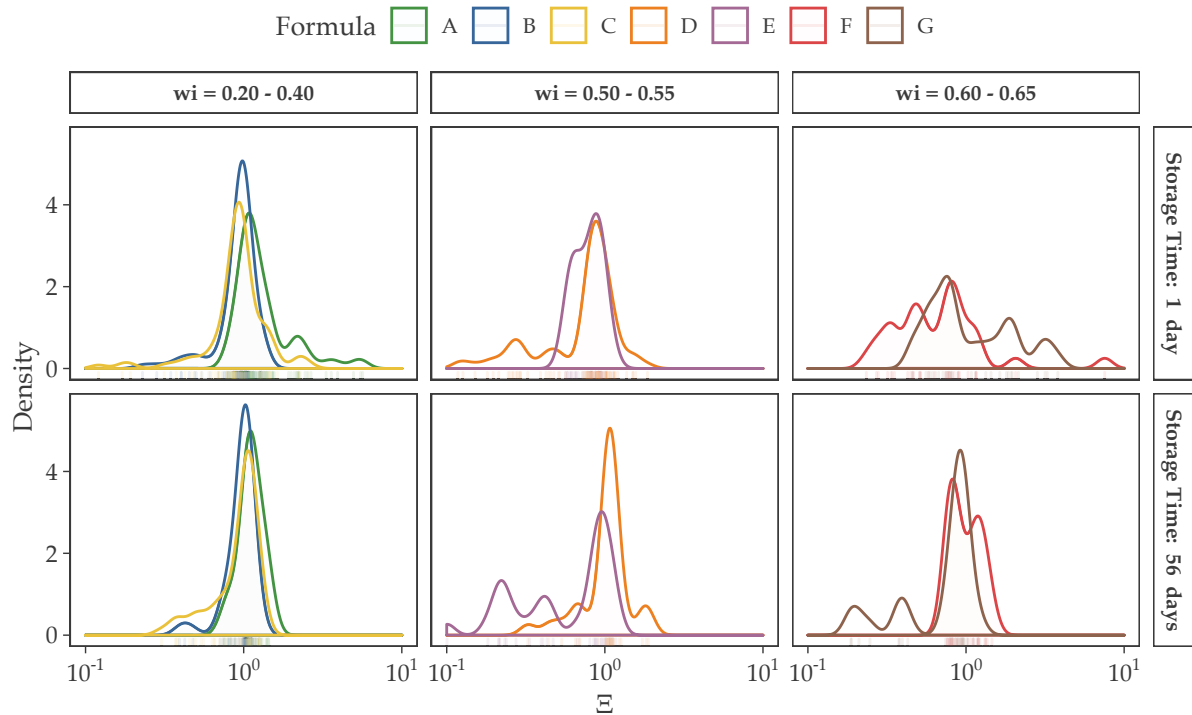 Formula A B C D E F G
wi = 0.20 - 0.40
wi = 0.50 - 0.55
wi = 0.60 - 0.65
Storage Time: 1 day
Storage Time: 56 days
Density
4
2
0
4
2
0
10⁻¹ 10⁰ 10¹
10⁻¹ 10⁰ 10¹
10⁻¹ 10⁰ 10¹
Ξ